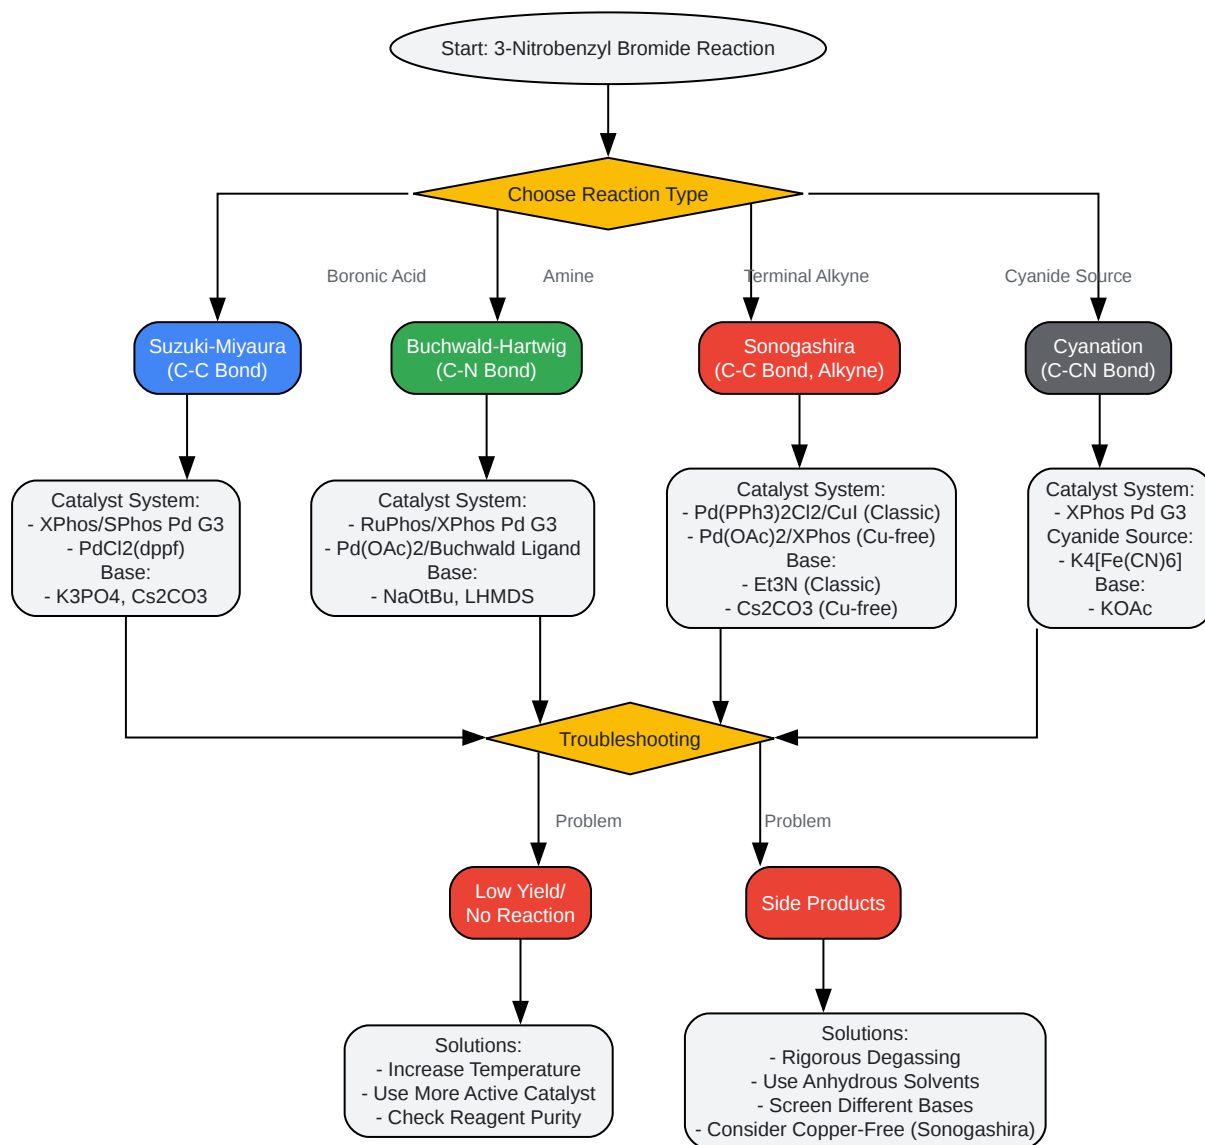 Start: 3-Nitrobenzyl Bromide Reaction
Choose Reaction Type
Boronic Acid
Amine
Terminal Alkyne
Cyanide Source
Suzuki-Miyaura
(C-C Bond)
Buchwald-Hartwig
(C-N Bond)
Sonogashira
(C-C Bond, Alkyne)
Cyanation
(C-CN Bond)
Catalyst System:
- XPhos/SPhos Pd G3
- PdCl2(dppf)
Base:
- K3PO4, Cs2CO3
Catalyst System:
- RuPhos/XPhos Pd G3
- Pd(OAc)2/Buchwald Ligand
Base:
- NaOtBu, LHMDS
Catalyst System:
- Pd(PPh3)2Cl2/CuI (Classic)
- Pd(OAc)2/XPhos (Cu-free)
Base:
- Et3N (Classic)
- Cs2CO3 (Cu-free)
Catalyst System:
- XPhos Pd G3
Cyanide Source:
- K4[Fe(CN)6]
Base:
- KOAc
Troubleshooting
Problem
Problem
Low Yield/
No Reaction
Side Products
Solutions:
- Increase Temperature
- Use More Active Catalyst
- Check Reagent Purity
Solutions:
- Rigorous Degassing
- Use Anhydrous Solvents
- Screen Different Bases
- Consider Copper-Free (Sonogashira)